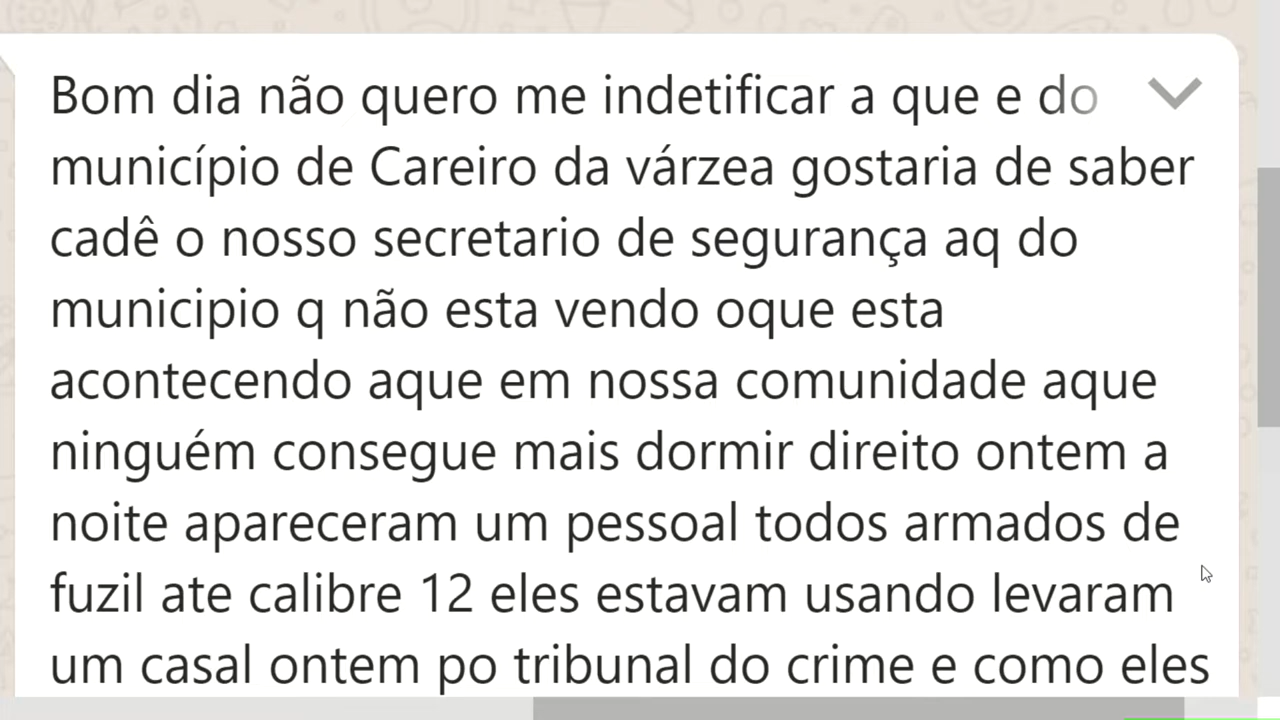 Bom dia não quero me indetificar a que e do
município de Careiro da várzea gostaria de saber
cadê o nosso secretario de segurança aq do
municipio q não esta vendo oque esta
acontecendo aque em nossa comunidade aque
ninguém consegue mais dormir direito ontem a
noite apareceram um pessoal todos armados de
fuzil ate calibre 12 eles estavam usando levaram
um casal ontem po tribunal do crime e como eles